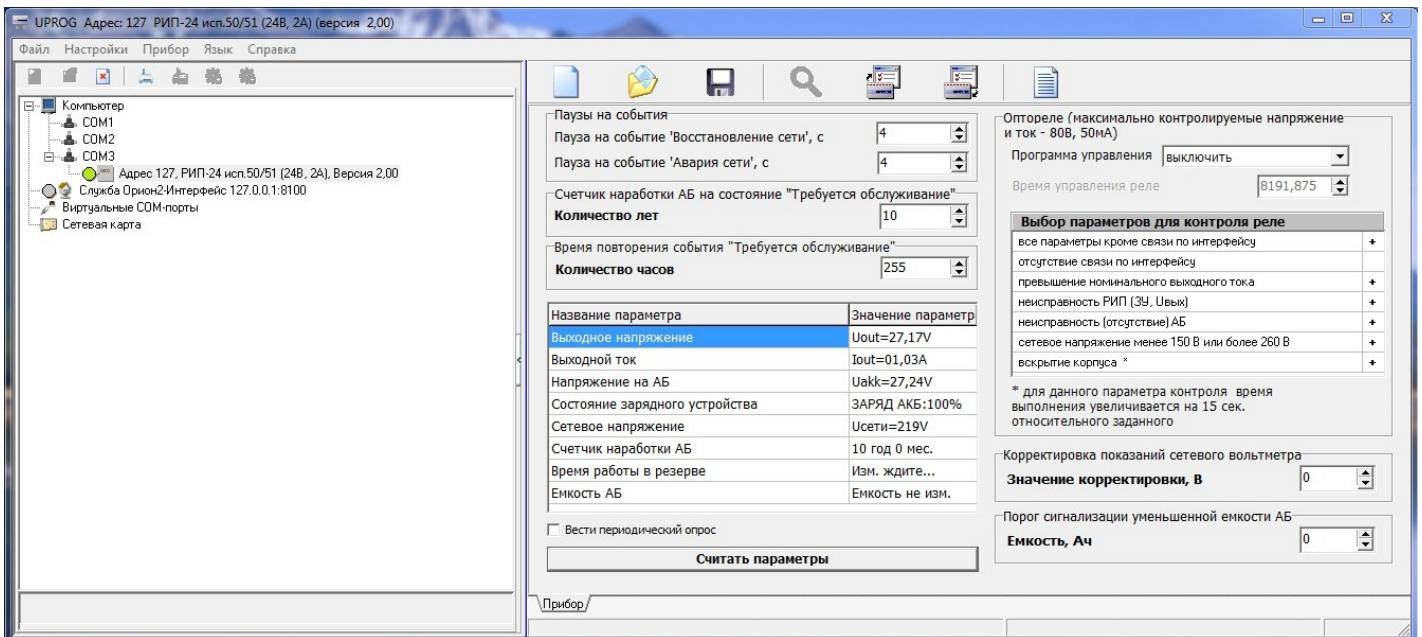 UPROG Адрес: 127 РИП-24 исп.50/51 (24В, 2А) (версия 2,00)
Файл Настройки Прибор Язык Справка
Компьютер
COM1
COM2
COM3
Адрес 127, РИП-24 исп.50/51 (24В, 2А), Версия 2,00
Служба Орион2-Интерфейс 127.0.0.1:8100
Виртуальные COM-порты
Сетевая карта
Паузы на события
Пауза на событие 'Восстановление сети', с 4
Пауза на событие 'Авария сети', с 4
Счетчик наработки АБ на состояние "Требуется обслуживание"
Количество лет 10
Время повторения события "Требуется обслуживание"
Количество часов 255
Название параметра Значение параметр
Выходное напряжение Uout=27,17V
Выходной ток Iout=01,03A
Напряжение на АБ Uakk=27,24V
Состояние зарядного устройства ЗАРЯД АКБ:100%
Сетевое напряжение Uсети=219V
Счетчик наработки АБ 10 год 0 мес.
Время работы в резерве Изм. ждите...
Емкость АБ Емкость не изм.
Вести периодический опрос
Считать параметры
Прибор
Оптореле (максимально контролируемые напряжение
и ток - 80В, 50мА)
Программа управления выключить
Время управления реле 8191,875
Выбор параметров для контроля реле
все параметры кроме связи по интерфейсу +
отсутствие связи по интерфейсу
превышение номинального выходного тока +
неисправность РИП (ЗУ, Uвых) +
неисправность (отсутствие) АБ +
сетевое напряжение менее 150 В или более 260 В +
вскрытие корпуса * +
* для данного параметра контроля время
выполнения увеличивается на 15 сек.
относительного заданного
Корректировка показаний сетевого вольтметра
Значение корректировки, В 0
Порог сигнализации уменьшенной емкости АБ
Емкость, Ач 0